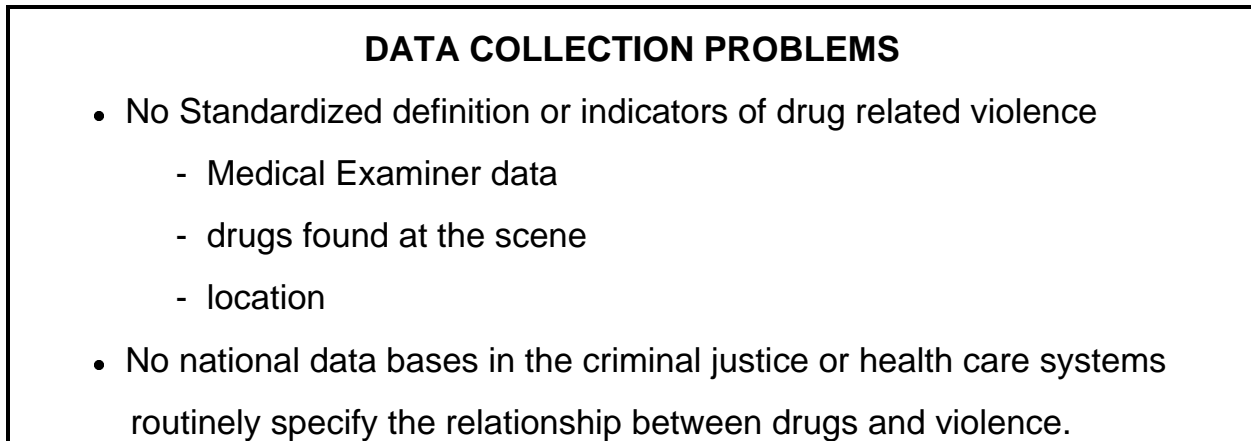 DATA COLLECTION PROBLEMS
• No Standardized definition or indicators of drug related violence
- Medical Examiner data
- drugs found at the scene
- location
• No national data bases in the criminal justice or health care systems
routinely specify the relationship between drugs and violence.